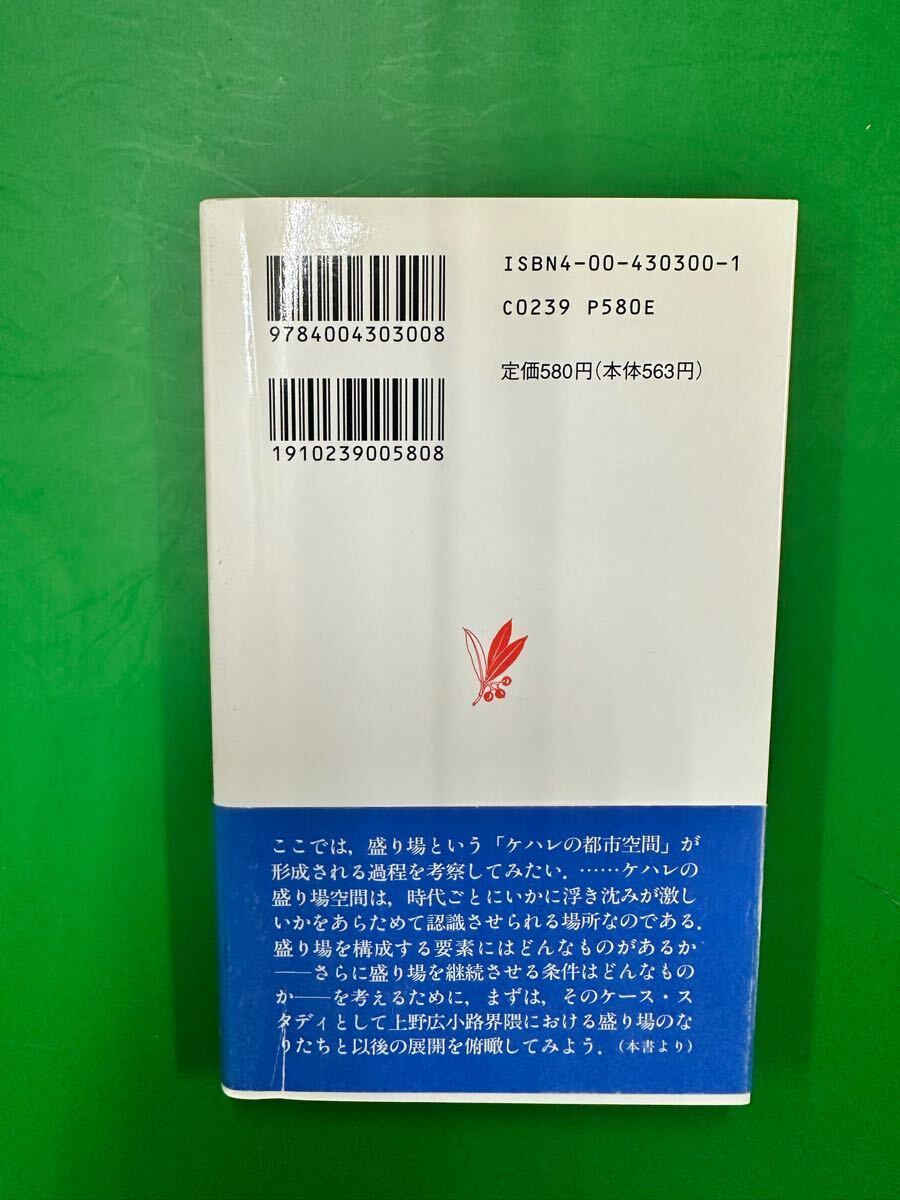 ISBN4-00-430300-1
C0239 P580E
定価580円(本体563円)
9784004303008
1910239005808
ここでは，盛り場という「ケハレの都市空間」が
形成される過程を考察してみたい．……ケハレの
盛り場空間は，時代ごとにいかに浮き沈みが激し
いかをあらためて認識させられる場所なのである．
盛り場を構成する要素にはどんなものがあるか
――さらに盛り場を継続させる条件はどんなもの
か――を考えるために，まずは，そのケース・ス
タディとして上野広小路界隈における盛り場のな
りたちと以後の展開を俯瞰してみよう．（本書より）